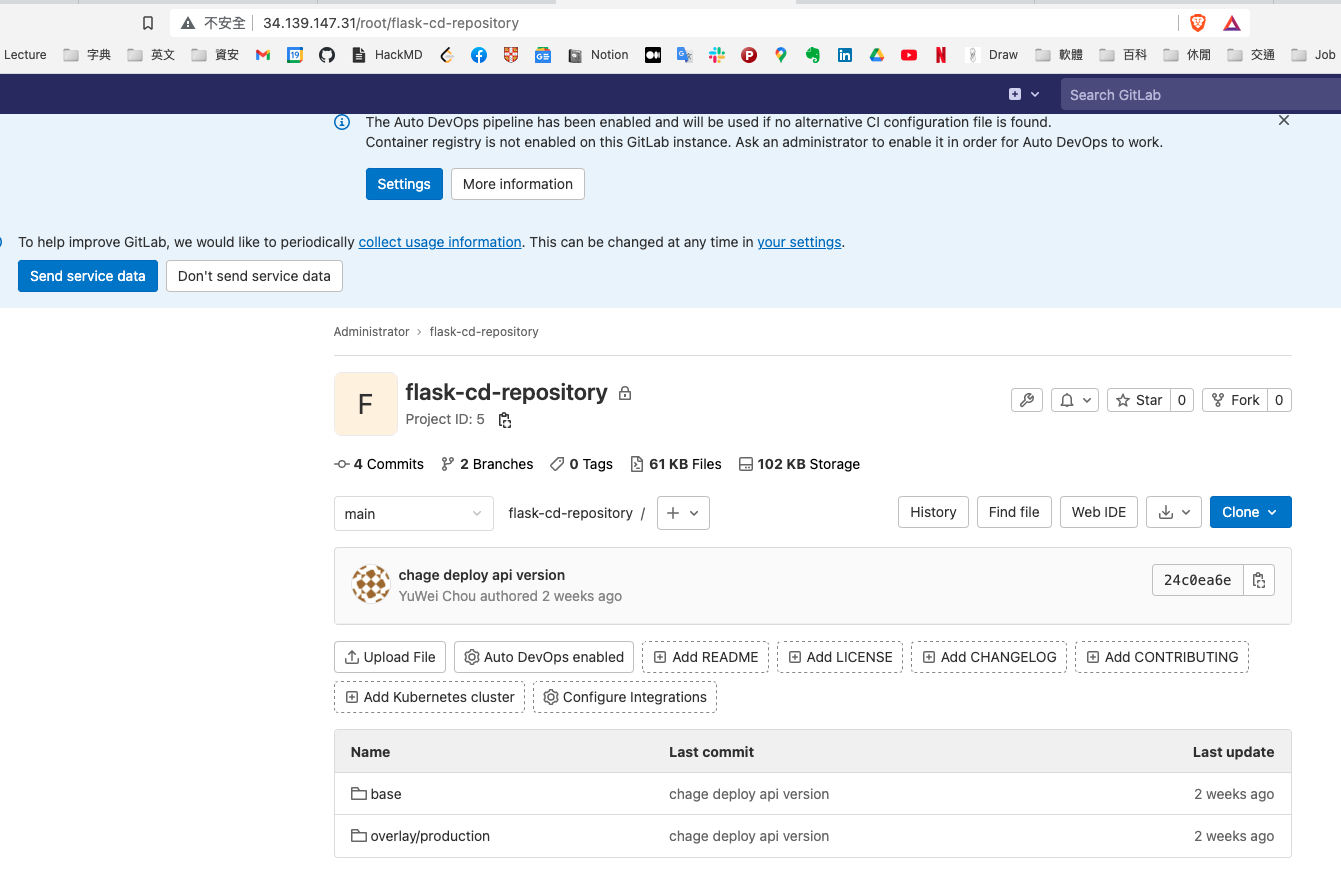 不安全 34.139.147.31/root/flask-cd-repository
Lecture 字典 英文 資安 19 HackMD Notion Draw 軟體 百科 休閒 交通 Job
Search GitLab
The Auto DevOps pipeline has been enabled and will be used if no alternative CI configuration file is found.
Container registry is not enabled on this GitLab instance. Ask an administrator to enable it in order for Auto DevOps to work.
Settings More information
To help improve GitLab, we would like to periodically collect usage information. This can be changed at any time in your settings.
Send service data Don't send service data
Administrator › flask-cd-repository
F
flask-cd-repository
Project ID: 5
Star 0 Fork 0
4 Commits 2 Branches 0 Tags 61 KB Files 102 KB Storage
main flask-cd-repository / + History Find file Web IDE Clone
chage deploy api version
YuWei Chou authored 2 weeks ago
24c0ea6e
Upload File Auto DevOps enabled Add README Add LICENSE Add CHANGELOG Add CONTRIBUTING
Add Kubernetes cluster Configure Integrations
Name Last commit Last update
base chage deploy api version 2 weeks ago
overlay/production chage deploy api version 2 weeks ago